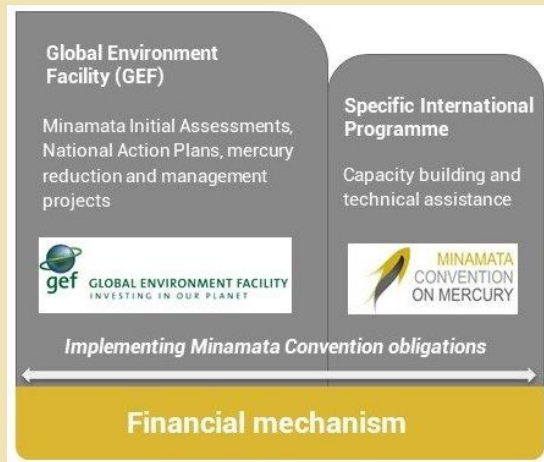 Global Environment
Facility (GEF)
Minamata Initial Assessments,
National Action Plans, mercury
reduction and management
projects
gef GLOBAL ENVIRONMENT FACILITY
INVESTING IN OUR PLANET
Specific International
Programme
Capacity building and
technical assistance
MINAMATA
CONVENTION
ON MERCURY
Implementing Minamata Convention obligations
Financial mechanism